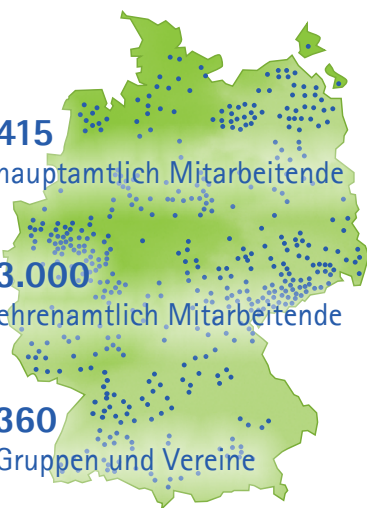 415
hauptamtlich Mitarbeitende
3.000
ehrenamtlich Mitarbeitende
360
Gruppen und Vereine